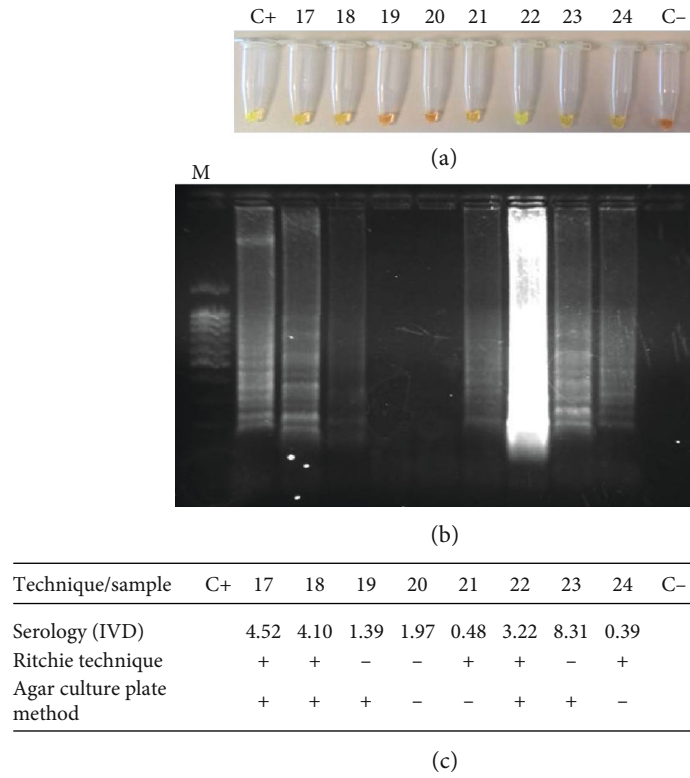 C+ 17 18 19 20 21 22 23 24 C–
(a)
M
(b)
Technique/sample C+ 17 18 19 20 21 22 23 24 C–
Serology (IVD) 4.52 4.10 1.39 1.97 0.48 3.22 8.31 0.39
Ritchie technique + + – – + + – +
Agar culture plate
method + + + – – + + –
(c)